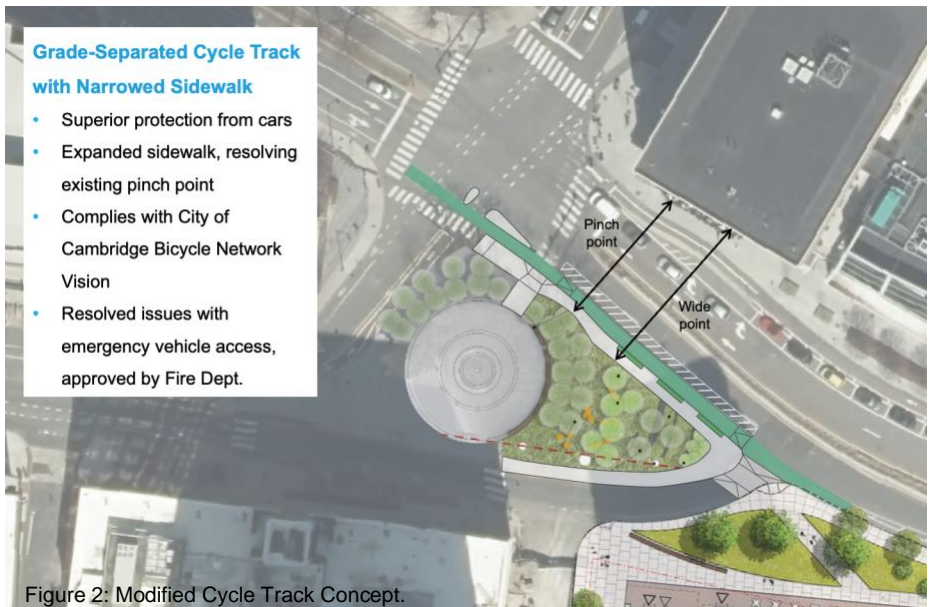 Grade-Separated Cycle Track
with Narrowed Sidewalk
• Superior protection from cars
• Expanded sidewalk, resolving
existing pinch point
• Complies with City of
Cambridge Bicycle Network
Vision
• Resolved issues with
emergency vehicle access,
approved by Fire Dept.
Pinch
point
Wide
point
Figure 2: Modified Cycle Track Concept.